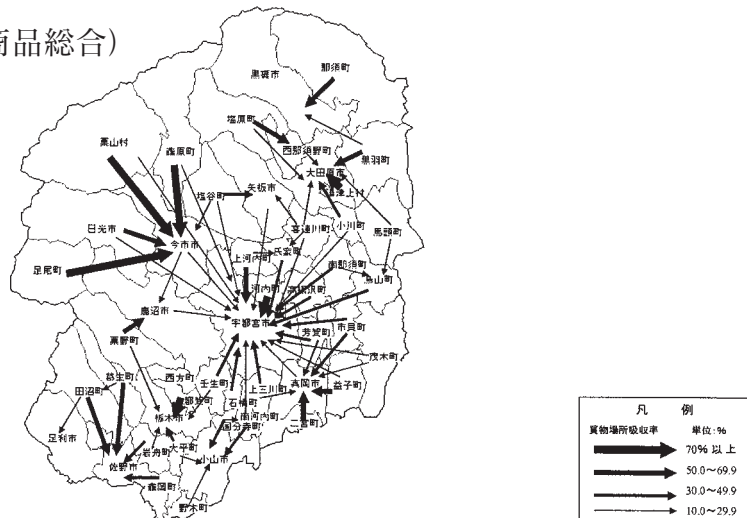 商品総合）
黒磯市
那須町
塩原町
西那須野町
黒羽町
大田原市
湯津上村
栗山村
藤原町
塩谷町
矢板市
喜連川町
小川町
馬頭町
日光市
今市市
上河内町
氏家町
南那須町
烏山町
足尾町
河内町
高根沢町
鹿沼市
宇都宮市
芳賀町
市貝町
茂木町
粟野町
西方町
壬生町
上三川町
真岡市
益子町
田沼町
葛生町
都賀町
石橋町
南河内町
国分寺町
二宮町
栃木市
足利市
佐野市
岩舟町
大平町
小山市
藤岡町
野木町
凡 例
買物場所吸収率 単位:%
70% 以上
50.0～69.9
30.0～49.9
10.0～29.9